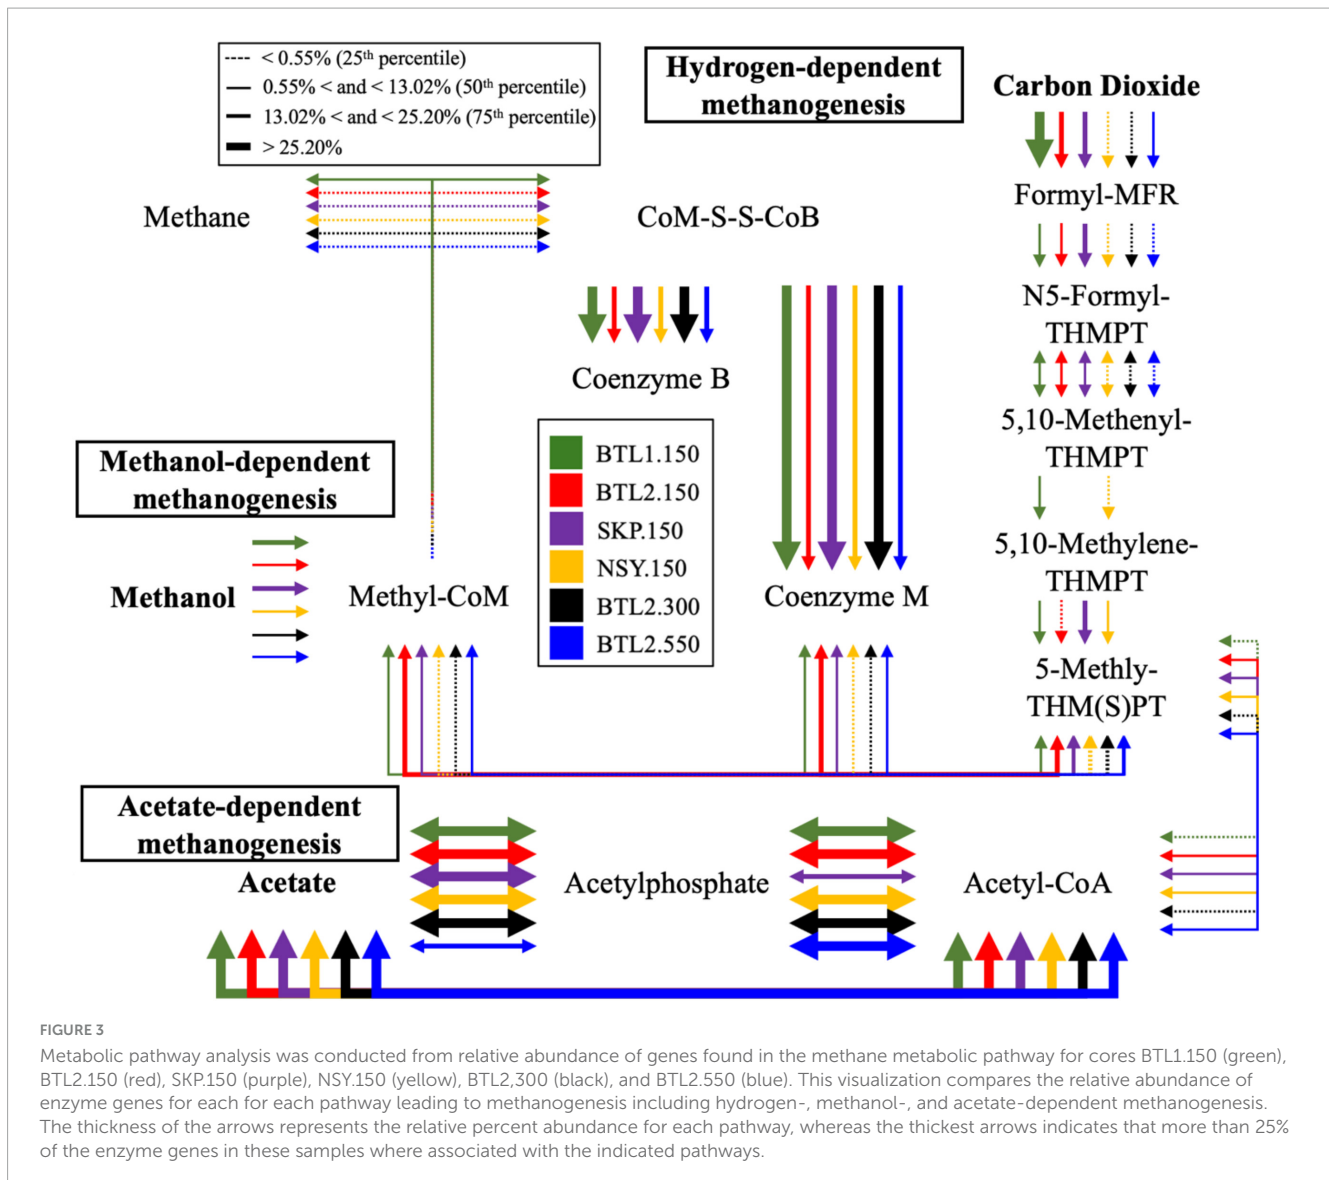 < 0.55% (25th percentile)
0.55% < and < 13.02% (50th percentile)
13.02% < and < 25.20% (75th percentile)
> 25.20%
Hydrogen-dependent
methanogenesis
Carbon Dioxide
Formyl-MFR
Methane
CoM-S-S-CoB
N5-Formyl-
THMPT
Coenzyme B
5,10-Methenyl-
THMPT
Methanol-dependent
methanogenesis
BTL1.150
BTL2.150
SKP.150
NSY.150
BTL2.300
BTL2.550
5,10-Methylene-
THMPT
Methanol
Methyl-CoM
Coenzyme M
5-Methly-
THM(S)PT
Acetate-dependent
methanogenesis
Acetate
Acetylphosphate
Acetyl-CoA
FIGURE 3
Metabolic pathway analysis was conducted from relative abundance of genes found in the methane metabolic pathway for cores BTL1.150 (green),
BTL2.150 (red), SKP.150 (purple), NSY.150 (yellow), BTL2,300 (black), and BTL2.550 (blue). This visualization compares the relative abundance of
enzyme genes for each for each pathway leading to methanogenesis including hydrogen-, methanol-, and acetate-dependent methanogenesis.
The thickness of the arrows represents the relative percent abundance for each pathway, whereas the thickest arrows indicates that more than 25%
of the enzyme genes in these samples where associated with the indicated pathways.